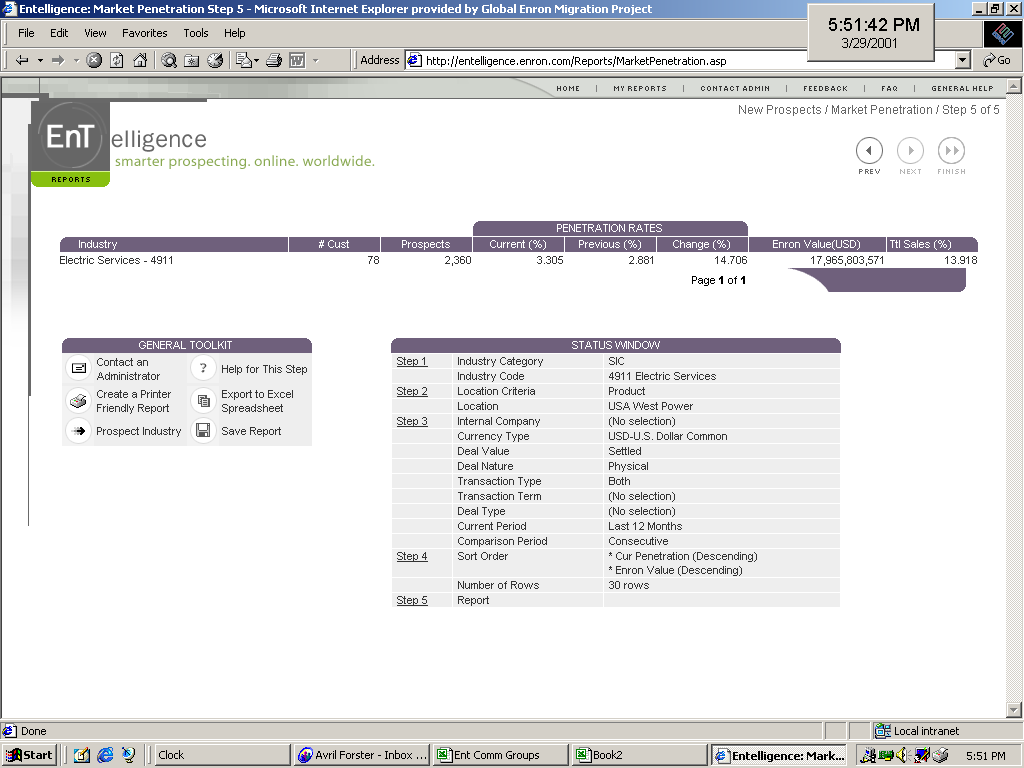 Entelligence: Market Penetration Step 5 - Microsoft Internet Explorer provided by Global Enron Migration Project
5:51:42 PM
3/29/2001
File Edit View Favorites Tools Help
Address http://entelligence.enron.com/Reports/MarketPenetration.asp Go
HOME | MY REPORTS | CONTACT ADMIN | FEEDBACK | FAQ | GENERAL HELP
New Prospects / Market Penetration / Step 5 of 5
EnTelligence
smarter prospecting. online. worldwide.
REPORTS
PREV NEXT FINISH
PENETRATION RATES
Industry # Cust Prospects Current (%) Previous (%) Change (%) Enron Value(USD) Ttl Sales (%)
Electric Services - 4911 78 2,360 3.305 2.881 14.706 17,965,803,571 13.918
Page 1 of 1
GENERAL TOOLKIT
Contact an Administrator
Help for This Step
Create a Printer Friendly Report
Export to Excel Spreadsheet
Prospect Industry
Save Report
STATUS WINDOW
Step 1 Industry Category SIC
Industry Code 4911 Electric Services
Step 2 Location Criteria Product
Location USA West Power
Step 3 Internal Company (No selection)
Currency Type USD-U.S. Dollar Common
Deal Value Settled
Deal Nature Physical
Transaction Type Both
Transaction Term (No selection)
Deal Type (No selection)
Current Period Last 12 Months
Comparison Period Consecutive
Step 4 Sort Order * Cur Penetration (Descending)
* Enron Value (Descending)
Number of Rows 30 rows
Step 5 Report
Done Local intranet
Start Clock Avril Forster - Inbox ... Ent Comm Groups Book2 Entelligence: Mark... 5:51 PM